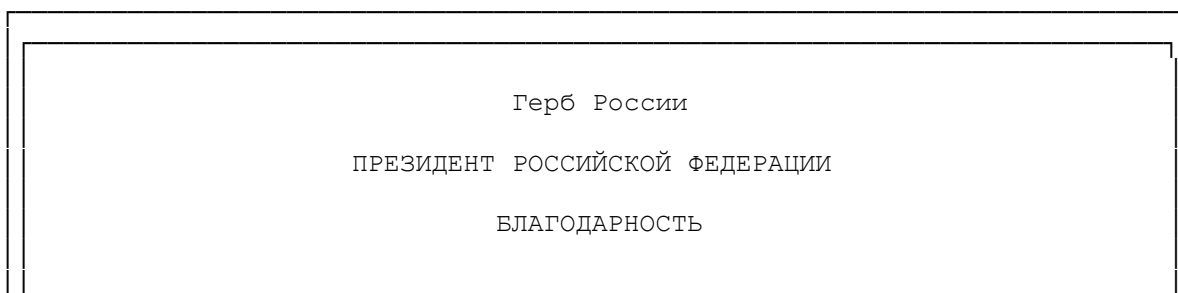 Герб России
ПРЕЗИДЕНТ РОССИЙСКОЙ ФЕДЕРАЦИИ
БЛАГОДАРНОСТЬ